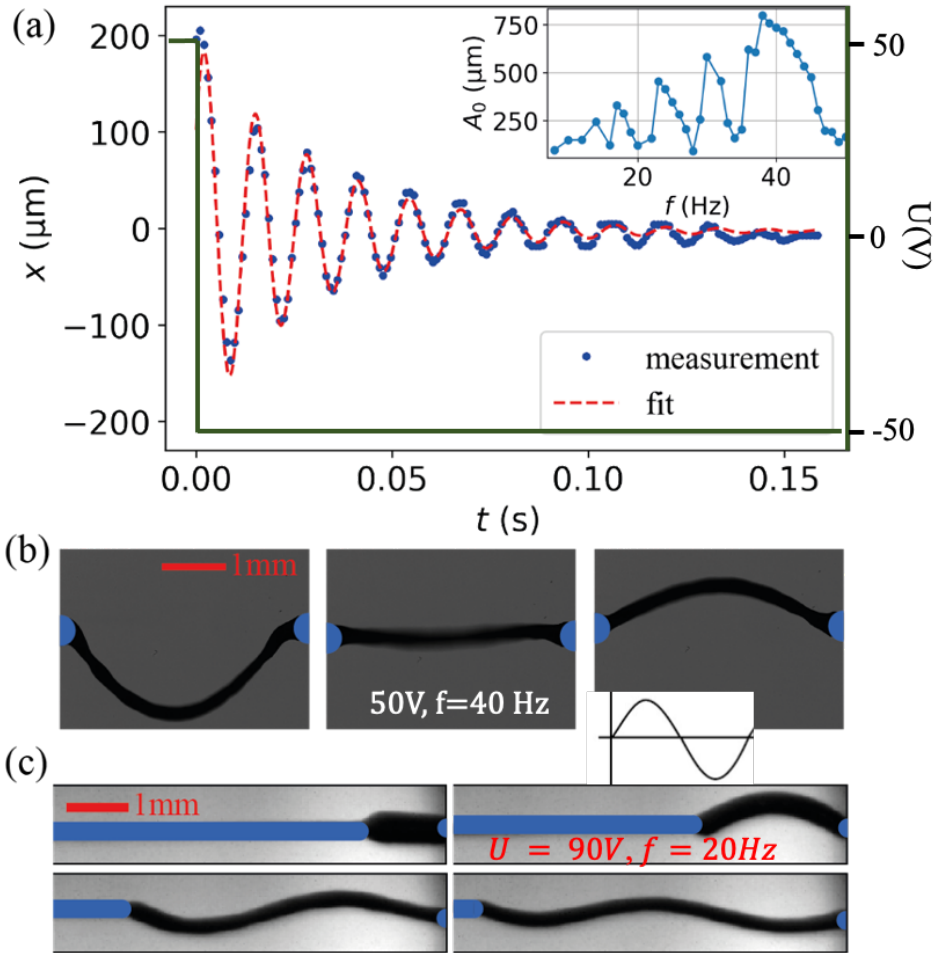 (a)
200
100
0
−100
−200
x (μm)
0.00
0.05
0.10
0.15
t (s)
50
0
-50
U(V)
750
500
250
A₀ (μm)
20
40
f (Hz)
measurement
fit
(b)
1mm
50V, f=40 Hz
(c)
1mm
U = 90V, f = 20Hz